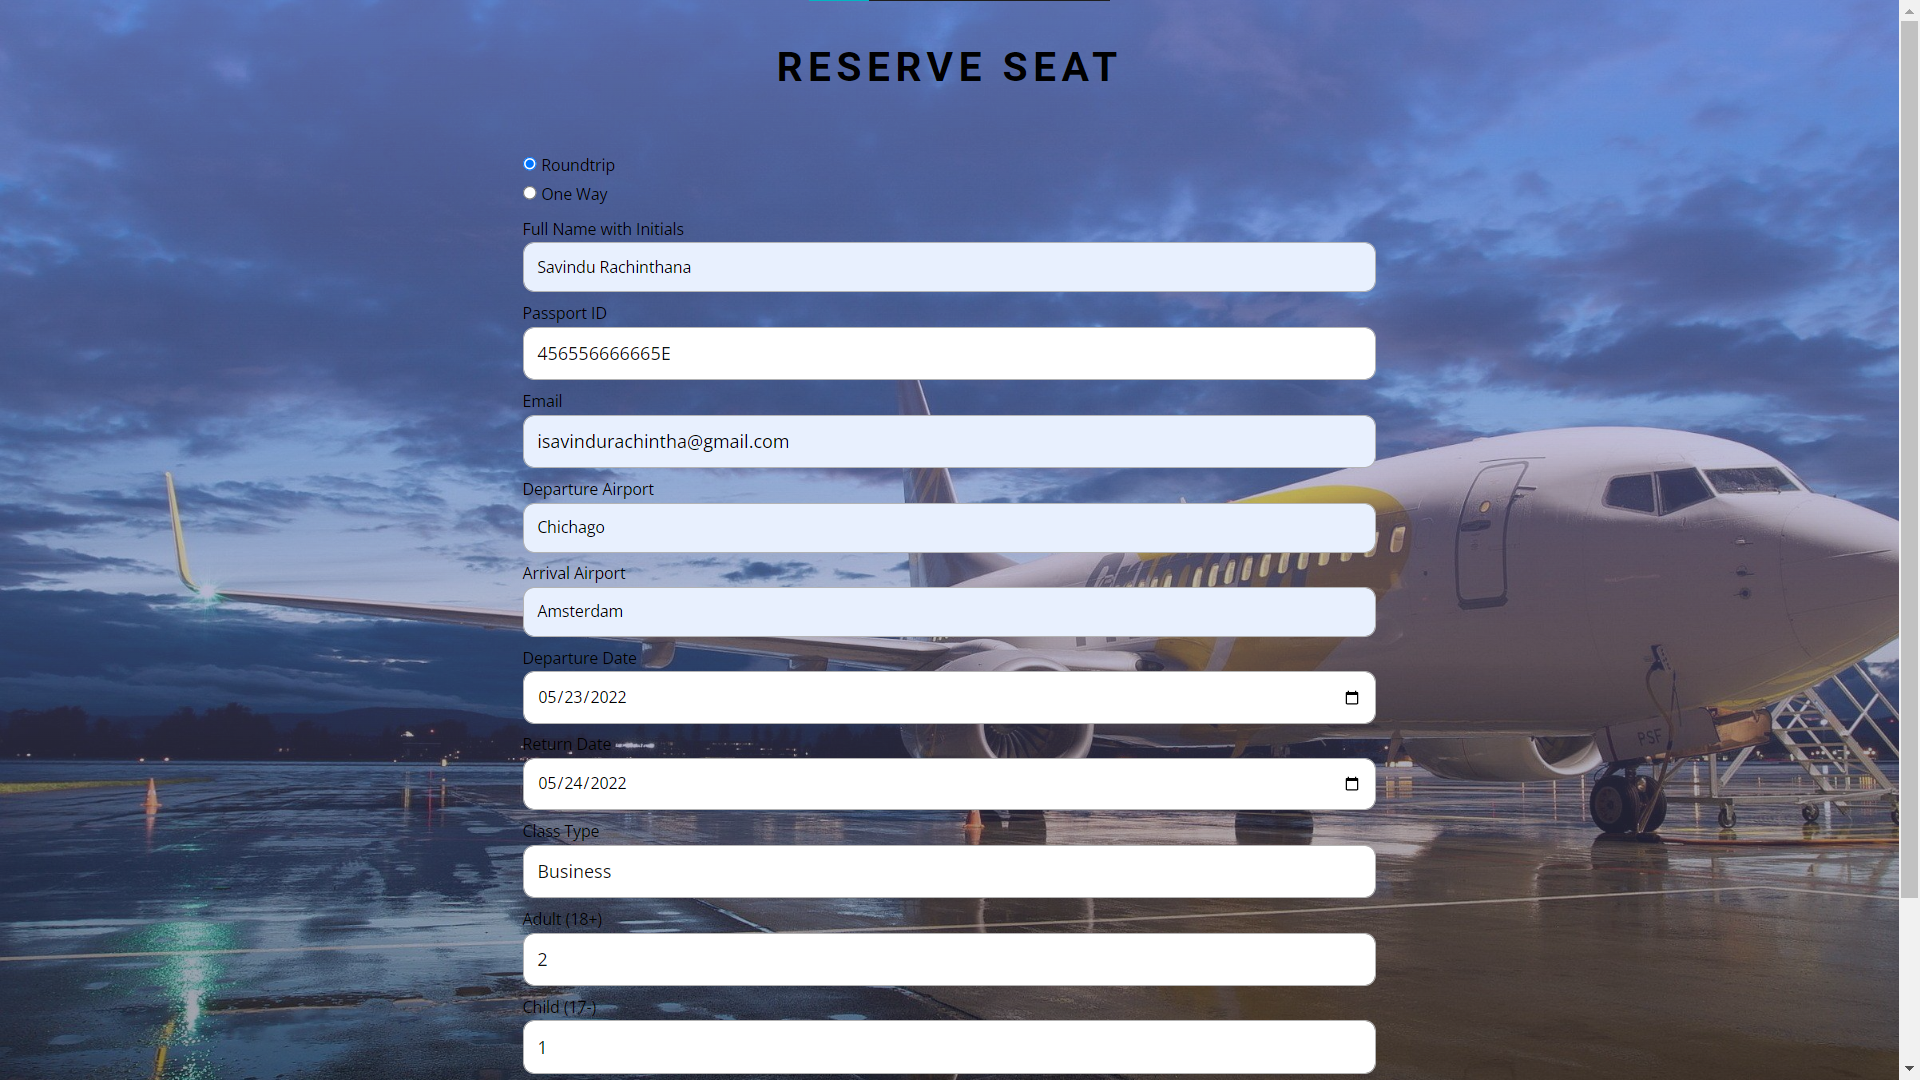 RESERVE SEAT
Roundtrip
One Way
Full Name with Initials
Savindu Rachinthana
Passport ID
456556666665E
Email
isavindurachintha@gmail.com
Departure Airport
Chichago
Arrival Airport
Amsterdam
Departure Date
05/23/2022
Return Date
05/24/2022
PSF
Class Type
Business
Adult (18+)
2
Child (17-)
1